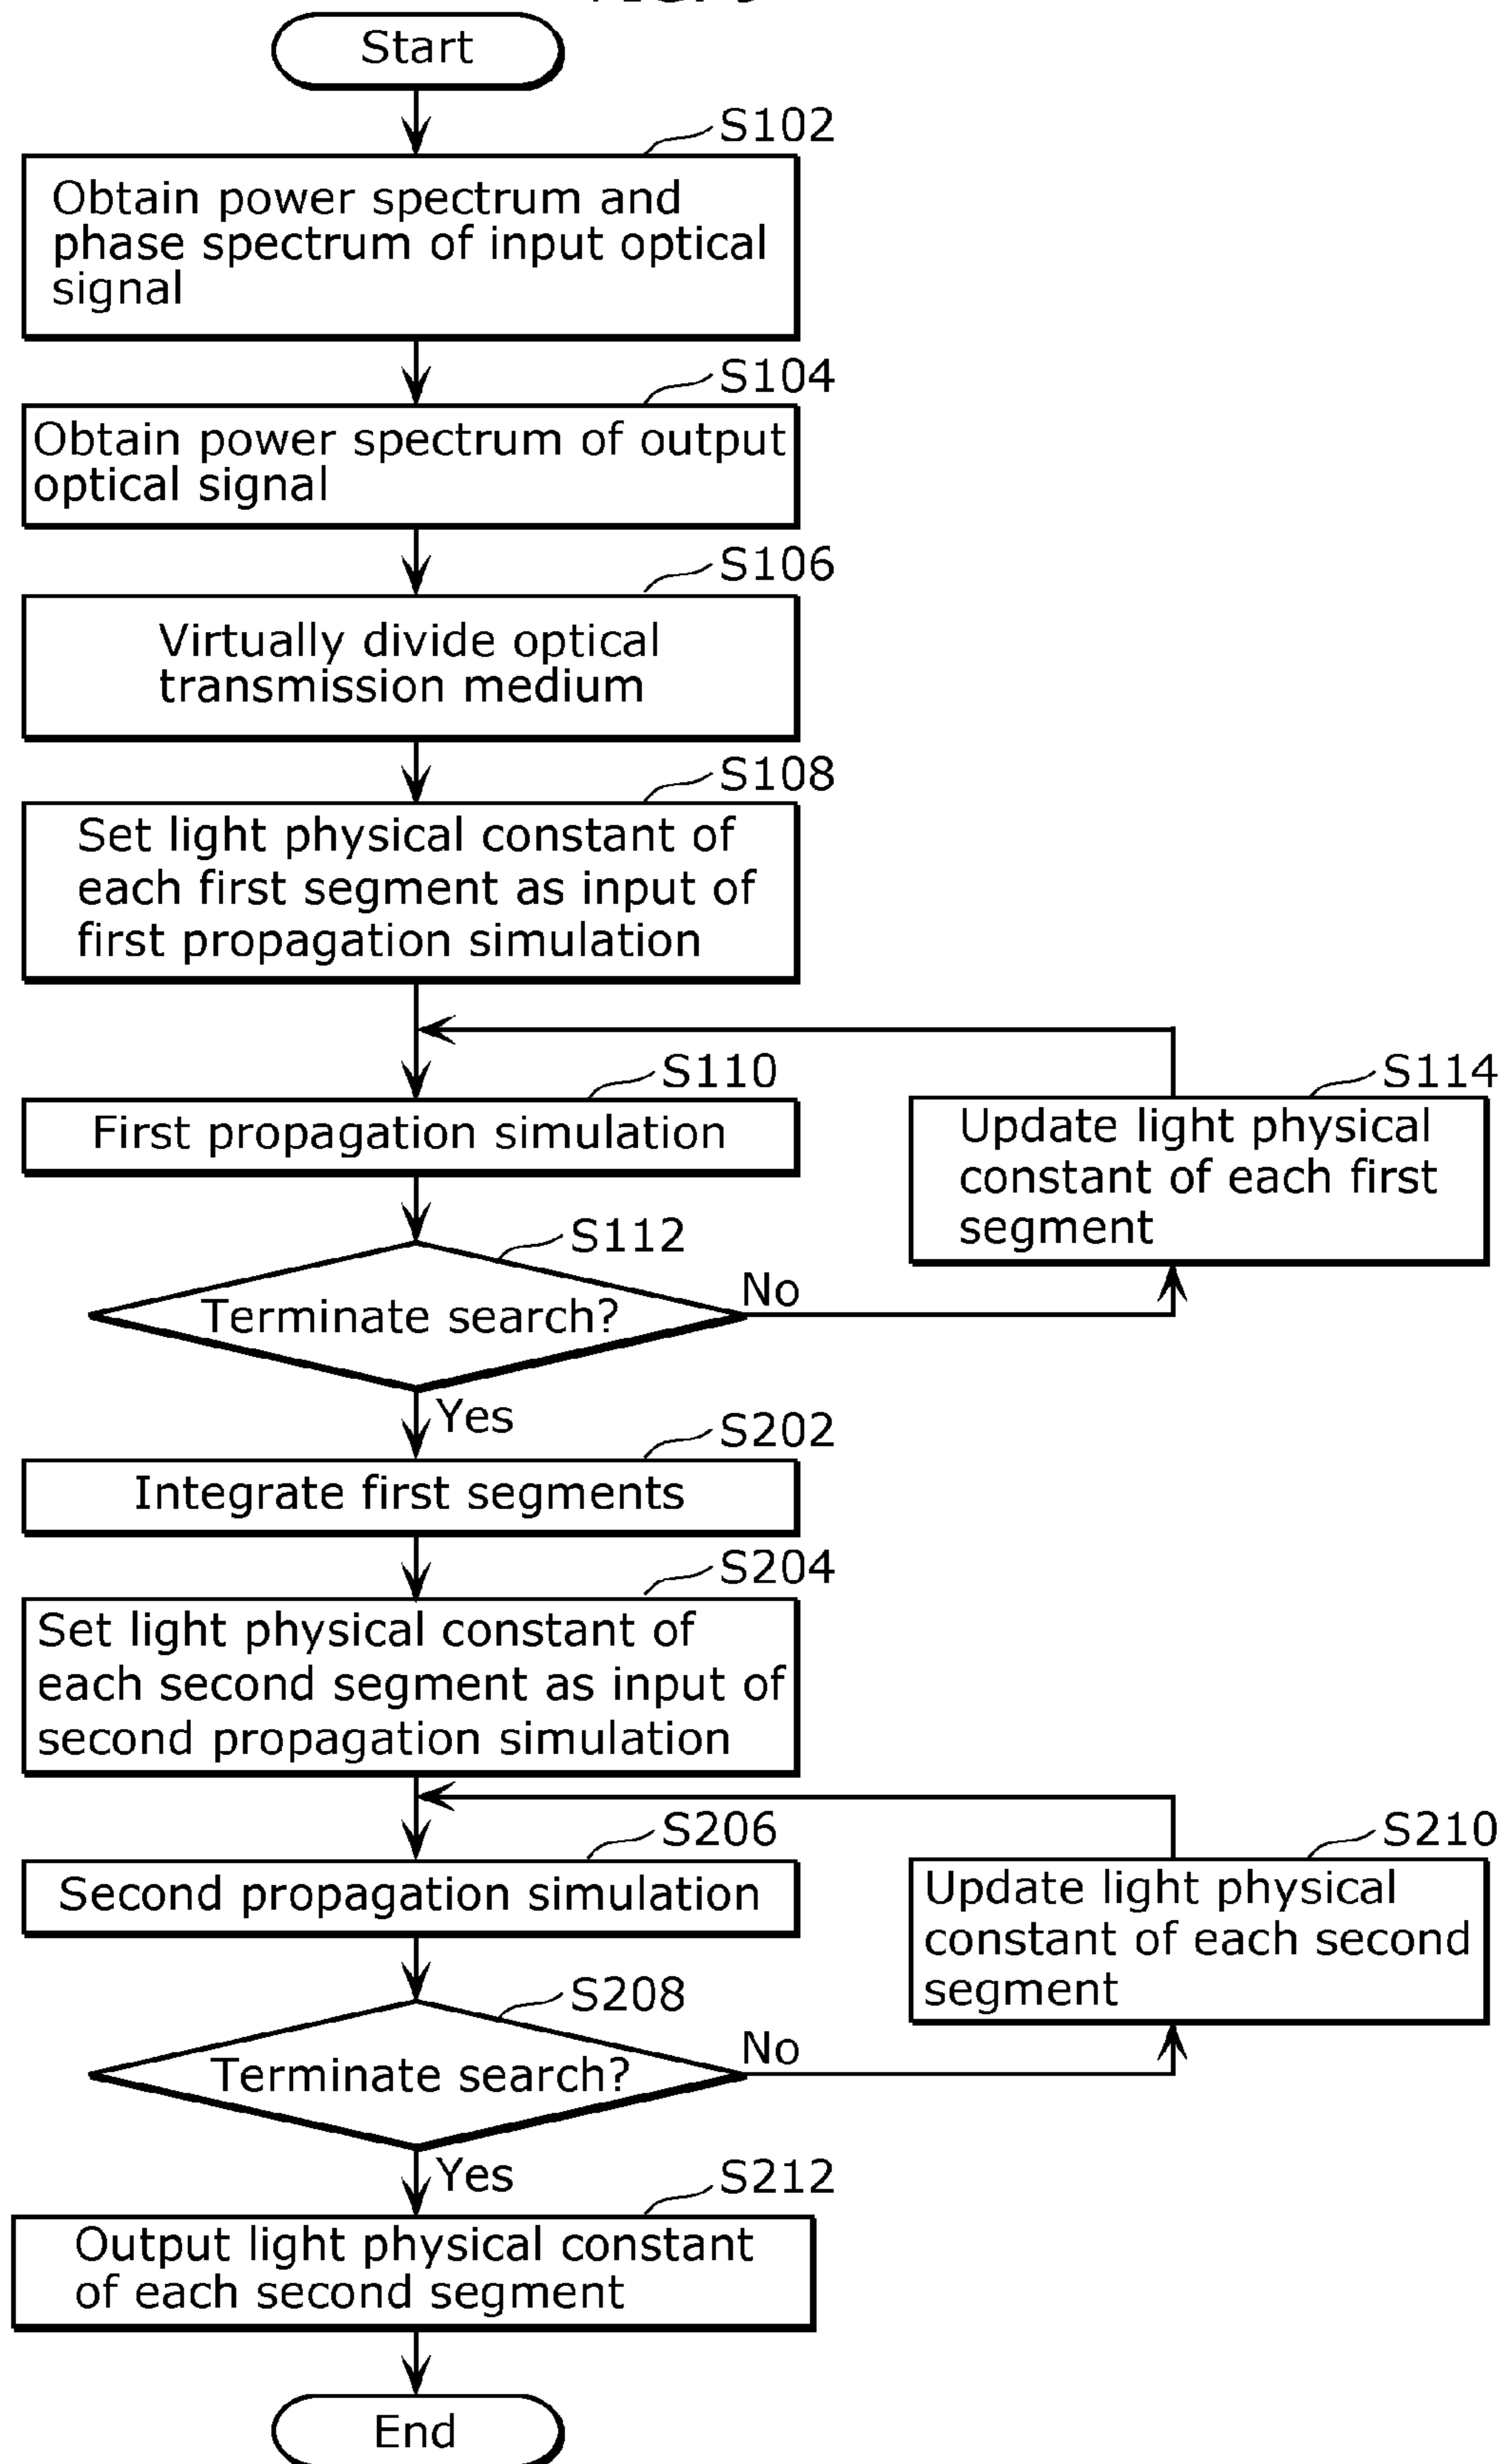 Start
S102
Obtain power spectrum and
phase spectrum of input optical
signal
S104
Obtain power spectrum of output
optical signal
S106
Virtually divide optical
transmission medium
S108
Set light physical constant of
each first segment as input of
first propagation simulation
S110
First propagation simulation
S114
Update light physical
constant of each first
segment
S112
Terminate search?
No
Yes
S202
Integrate first segments
S204
Set light physical constant of
each second segment as input of
second propagation simulation
S206
Second propagation simulation
S210
Update light physical
constant of each second
segment
S208
Terminate search?
No
Yes
S212
Output light physical constant
of each second segment
End